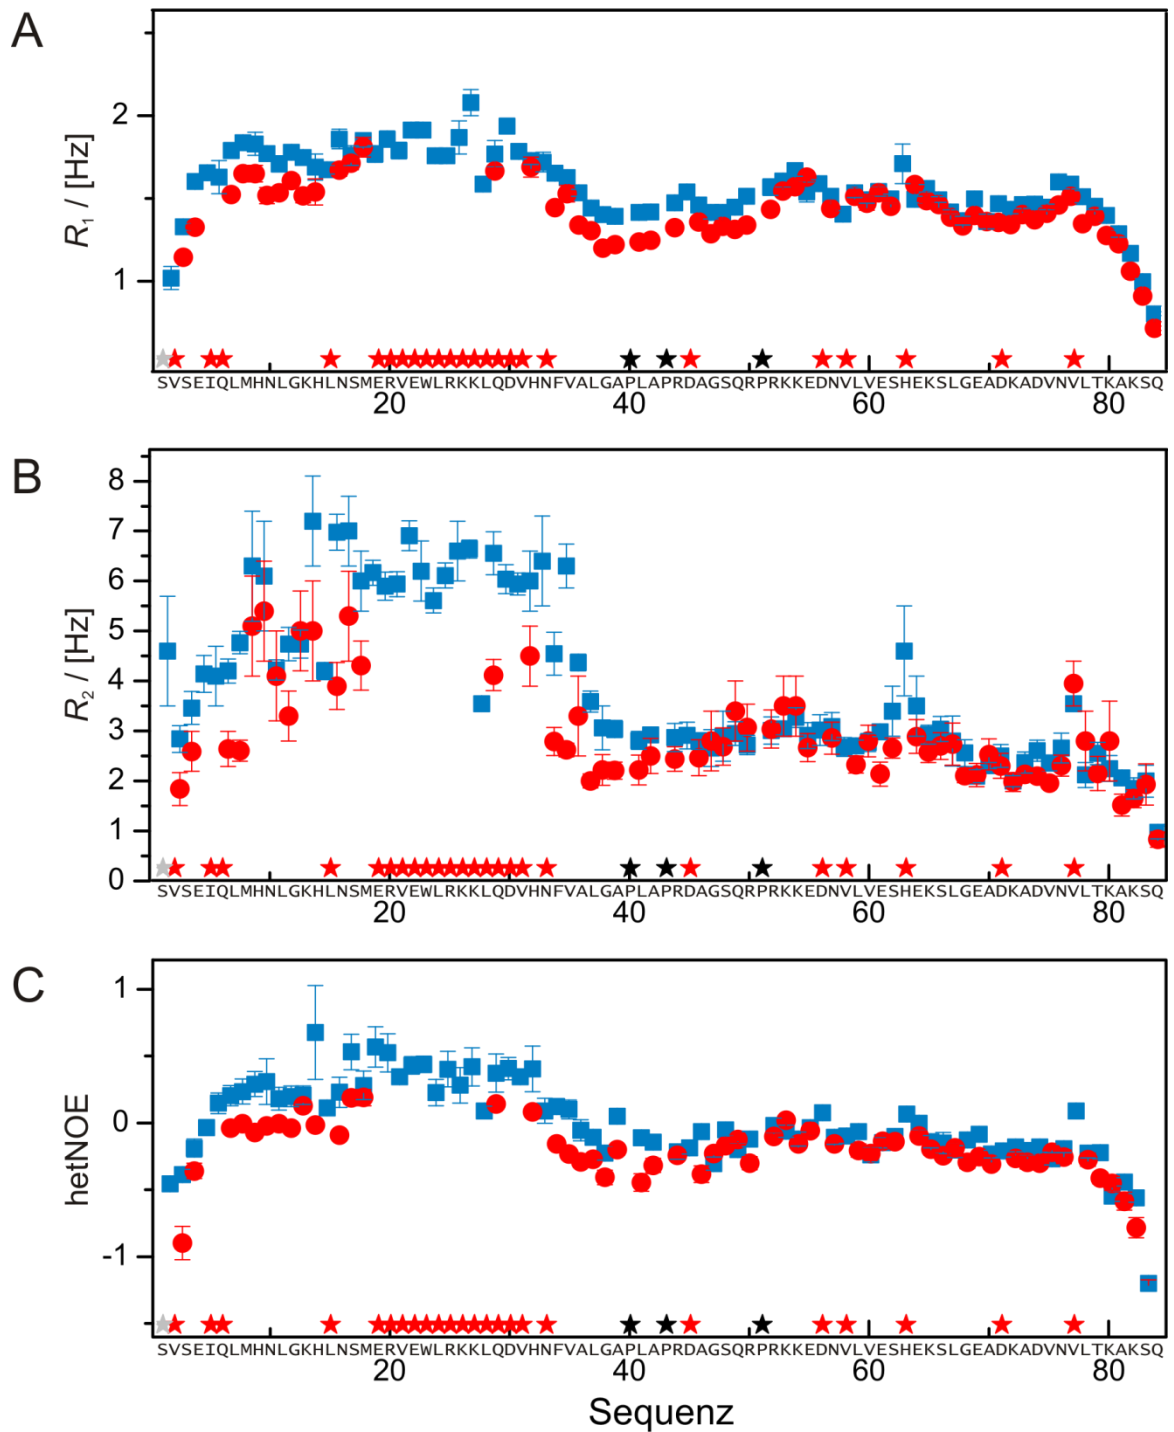 A
R₁ / [Hz]
2
1
SVSEIQLMHNLGKHLNSMERVEWLRKKLQDVHNFVALGAPLAPRDAGSQRPRKKEDNVLVESHEKSLGEADKADVNVLTKAKSQ
20 40 60 80
B
R₂ / [Hz]
8
7
6
5
4
3
2
1
0
SVSEIQLMHNLGKHLNSMERVEWLRKKLQDVHNFVALGAPLAPRDAGSQRPRKKEDNVLVESHEKSLGEADKADVNVLTKAKSQ
20 40 60 80
C
hetNOE
1
0
-1
SVSEIQLMHNLGKHLNSMERVEWLRKKLQDVHNFVALGAPLAPRDAGSQRPRKKEDNVLVESHEKSLGEADKADVNVLTKAKSQ
20 40 60 80
Sequenz